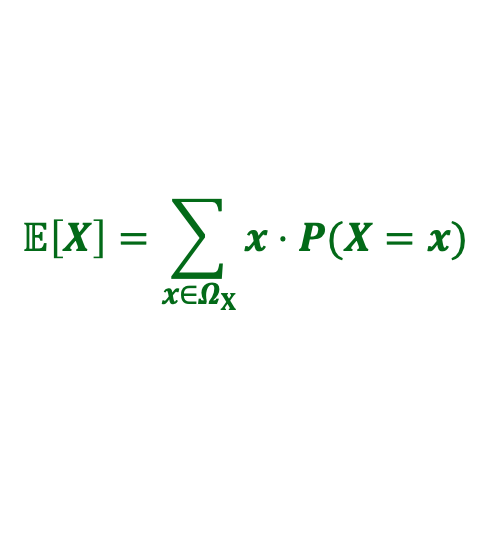 𝔼[X] = ∑ x · P(X = x)
x∈Ω_X